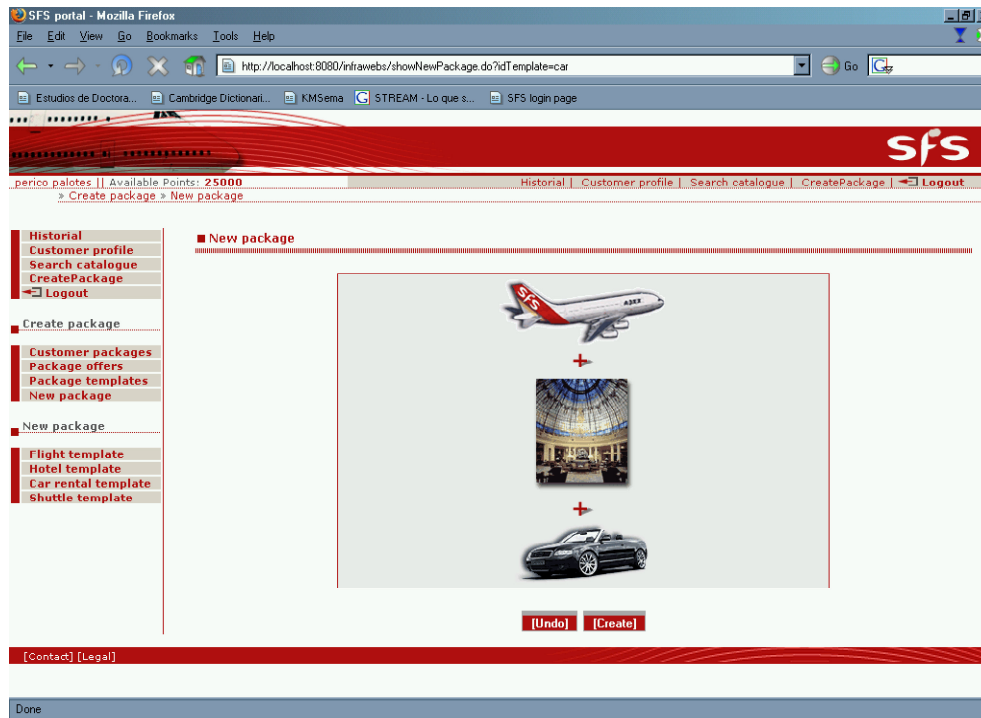 SFS portal - Mozilla Firefox
File Edit View Go Bookmarks Tools Help
http://localhost:8080/infrawebs/showNewPackage.do?idTemplate=car
Go
G
Estudios de Doctora... Cambridge Dictionari... KMSema STREAM - Lo que s... SFS login page
sfs
perico palotes || Available Points: 25000 Historial | Customer profile | Search catalogue | CreatePackage | Logout
» Create package » New package
Historial
Customer profile
Search catalogue
CreatePackage
Logout
Create package
Customer packages
Package offers
Package templates
New package
New package
Flight template
Hotel template
Car rental template
Shuttle template
New package
SFS
A3XX
[Undo] [Create]
[Contact] [Legal]
Done